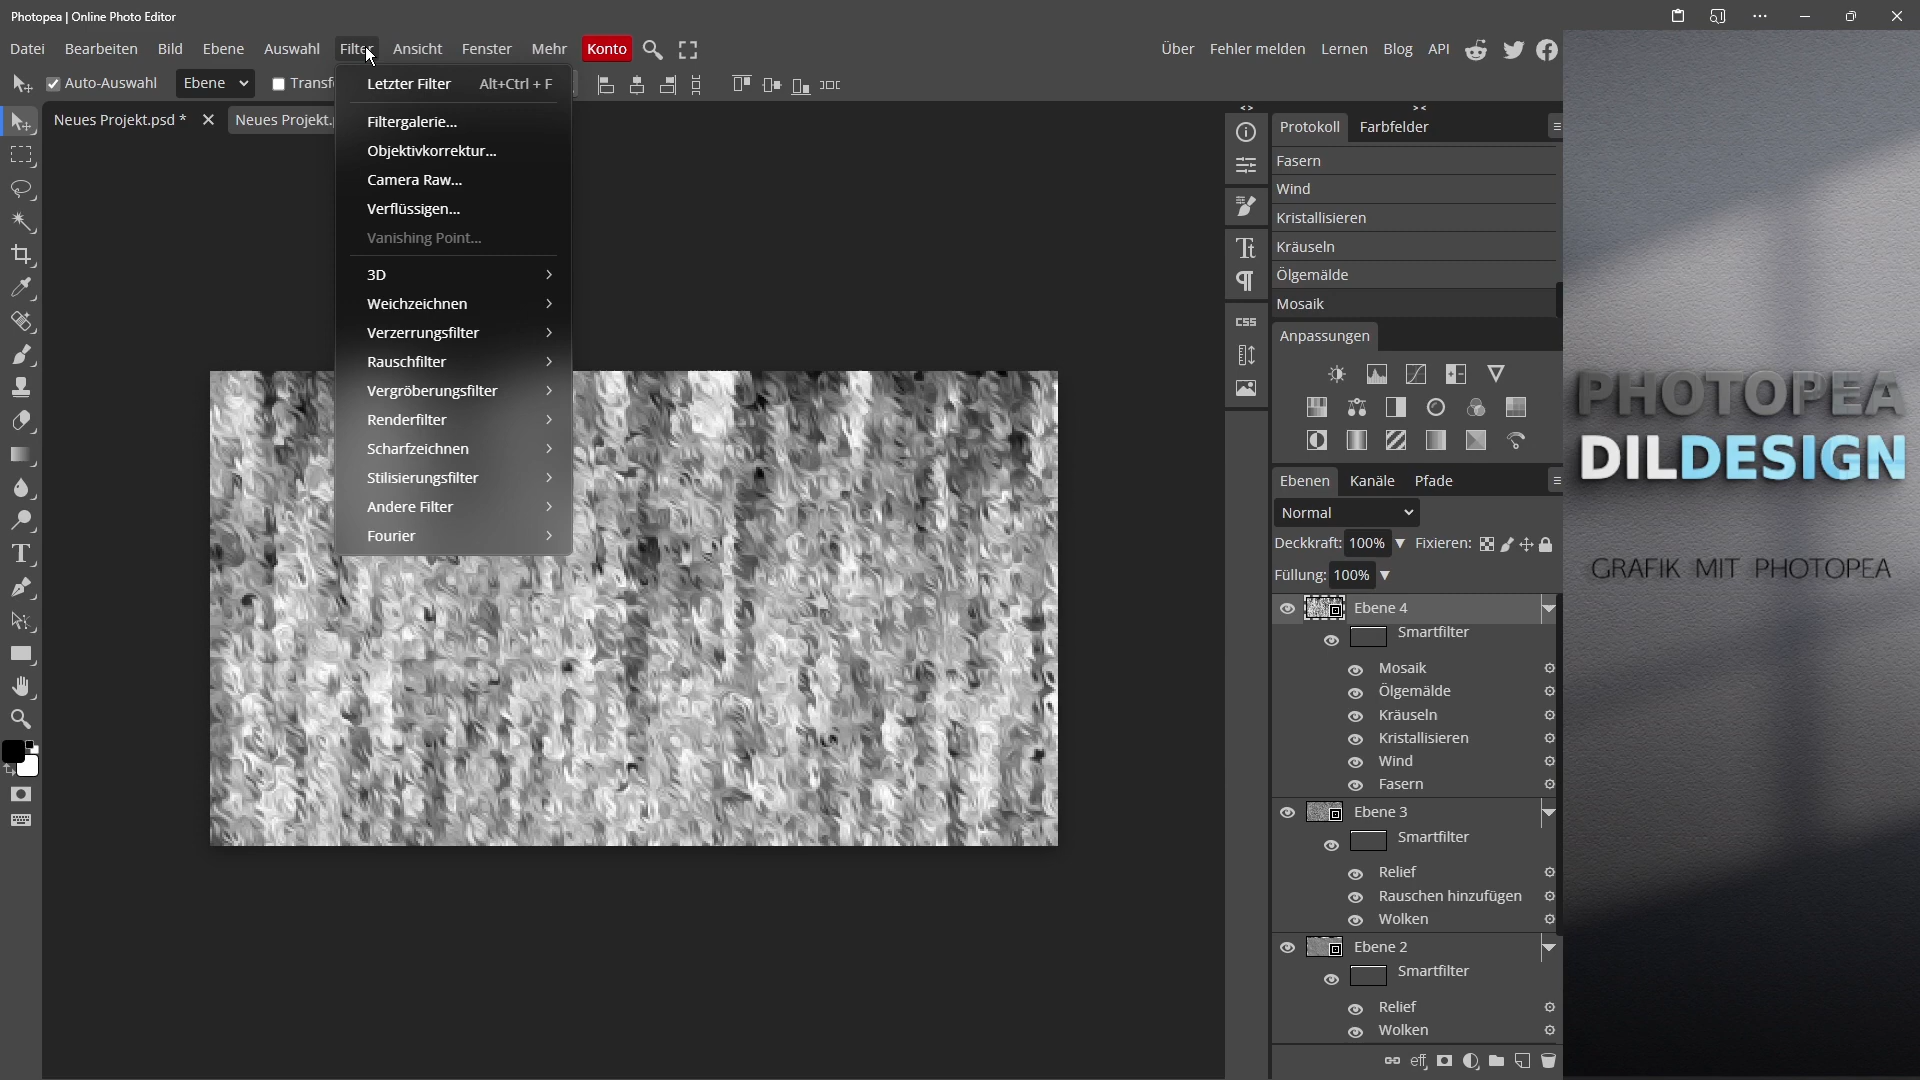 Photopea | Online Photo Editor
Datei Bearbeiten Bild Ebene Auswahl Filter Ansicht Fenster Mehr Konto Über Fehler melden Lernen Blog API
Auto-Auswahl Ebene Transf
Neues Projekt.psd * Neues Projekt.
Letzter Filter Alt+Ctrl + F
Filtergalerie...
Objektivkorrektur...
Camera Raw...
Verflüssigen...
Vanishing Point...
3D
Weichzeichnen
Verzerrungsfilter
Rauschfilter
Vergröberungsfilter
Renderfilter
Scharfzeichnen
Stilisierungsfilter
Andere Filter
Fourier
CSS
Protokoll Farbfelder
Fasern
Wind
Kristallisieren
Kräuseln
Ölgemälde
Mosaik
Anpassungen
Ebenen Kanäle Pfade
Normal
Deckkraft: 100% Fixieren:
Füllung: 100%
Ebene 4
Smartfilter
Mosaik
Ölgemälde
Kräuseln
Kristallisieren
Wind
Fasern
Ebene 3
Smartfilter
Relief
Rauschen hinzufügen
Wolken
Ebene 2
Smartfilter
Relief
Wolken
eff
PHOTOPEA
DILDESIGN
GRAFIK MIT PHOTOPEA